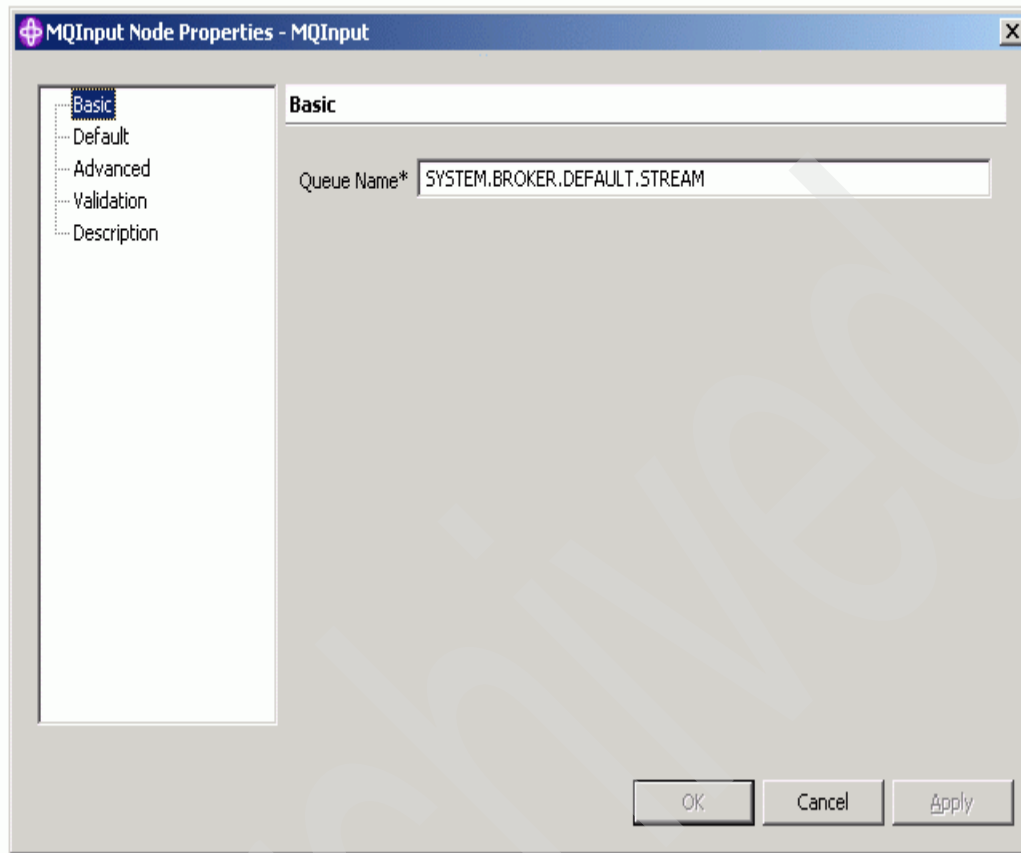 MQInput Node Properties - MQInput
Basic
Default
Advanced
Validation
Description
Basic
Queue Name* SYSTEM.BROKER.DEFAULT.STREAM
OK Cancel Apply